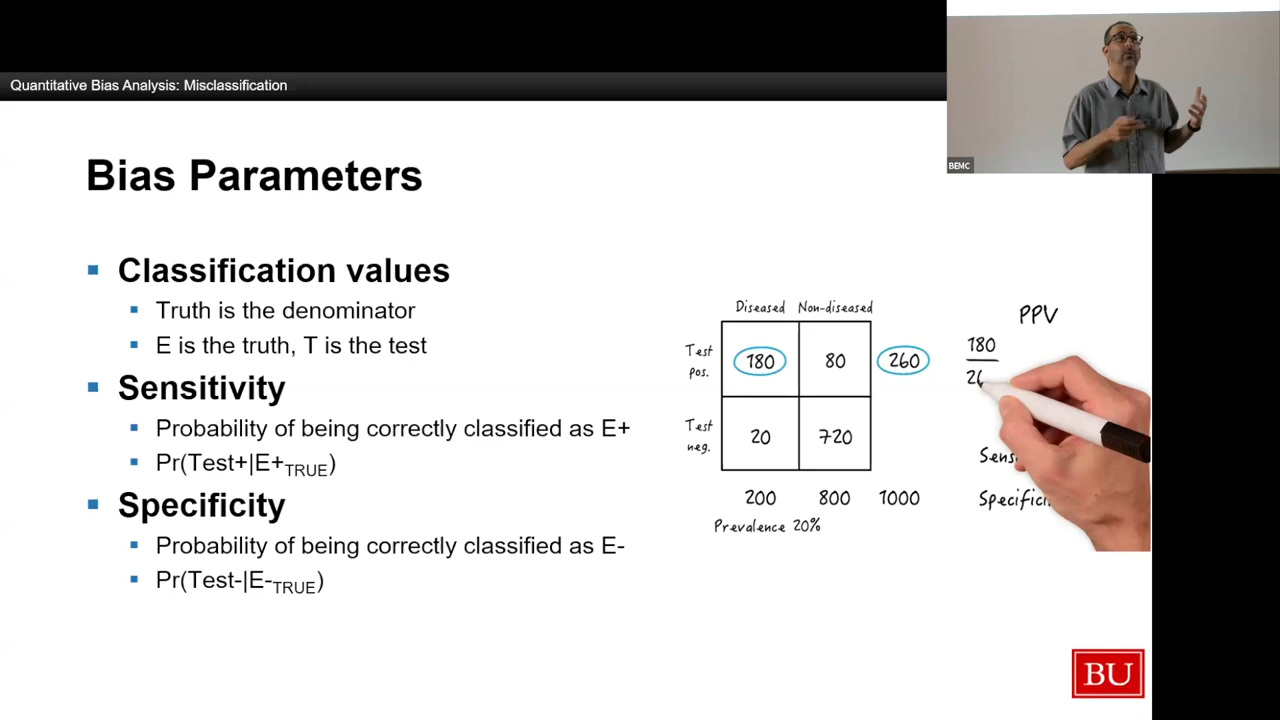 Quantitative Bias Analysis: Misclassification
BEMC
Bias Parameters
Classification values
Truth is the denominator
E is the truth, T is the test
Sensitivity
Probability of being correctly classified as E+
Pr(Test+|E+TRUE)
Specificity
Probability of being correctly classified as E-
Pr(Test-|E-TRUE)
Diseased Non-diseased
PPV
Test pos. 180 80 260
180
Test neg. 20 720
200 800 1000
Prevalence 20%
BU